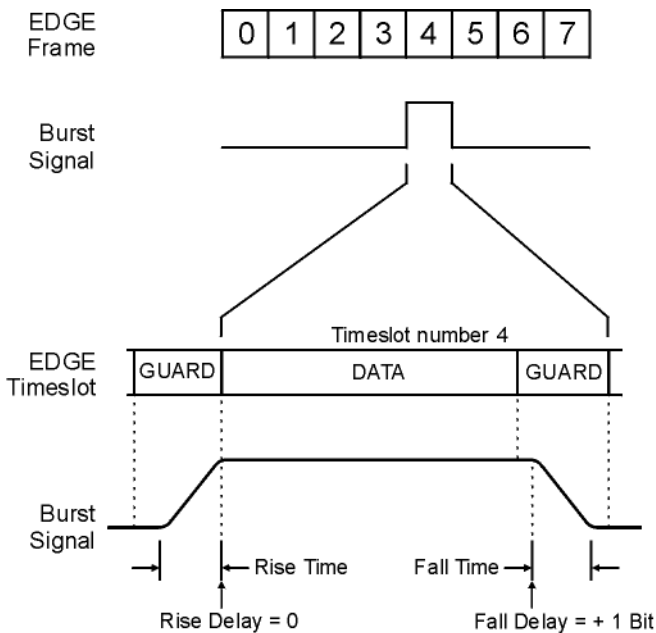 EDGE
Frame
0 1 2 3 4 5 6 7
Burst
Signal
Timeslot number 4
EDGE
Timeslot
GUARD DATA GUARD
Burst
Signal
Rise Time Fall Time
Rise Delay = 0 Fall Delay = + 1 Bit